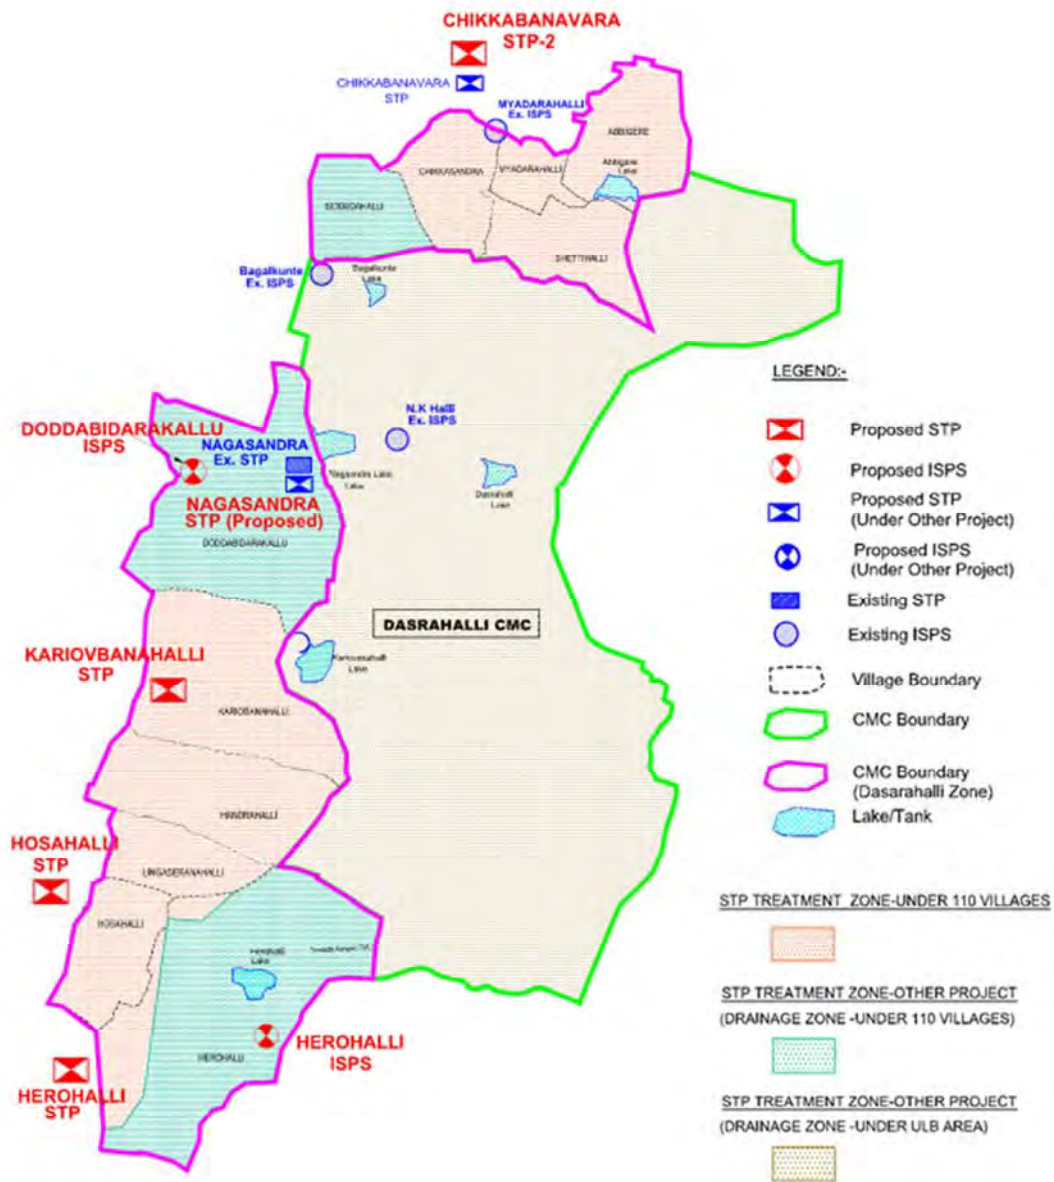 CHIKKABANAVARA
STP-2
CHIKKABANAVARA
STP
MYADARAHALLI
Ex. ISPS
ABBIGERE
Abbigere
Lake
CHIKKASANDRA
MYADARAHALLI
SHETTIHALLI
Bagalkunte
Ex. ISPS
Bagalkunte
Lake
DODDABIDARAKALLU
ISPS
NAGASANDRA
Ex. STP
N.K Halli
Ex. ISPS
Nagasandra Lake
Lake
Dasrahalli
Lake
NAGASANDRA
STP (Proposed)
DODDABIDARAKALLU
DASRAHALLI CMC
KARIOVBANAHALLI
STP
Lake
KARIOBANAHALLI
HANDRAHALLI
HOSAHALLI
STP
LINGADERANAHALLI
HOSAHALLI
Herohalli
Lake
HEROHALLI
HEROHALLI
ISPS
HEROHALLI
STP
LEGEND:-
Proposed STP
Proposed ISPS
Proposed STP
(Under Other Project)
Proposed ISPS
(Under Other Project)
Existing STP
Existing ISPS
Village Boundary
CMC Boundary
CMC Boundary
(Dasarahalli Zone)
Lake/Tank
STP TREATMENT ZONE-UNDER 110 VILLAGES
STP TREATMENT ZONE-OTHER PROJECT
(DRAINAGE ZONE -UNDER 110 VILLAGES)
STP TREATMENT ZONE-OTHER PROJECT
(DRAINAGE ZONE -UNDER ULB AREA)